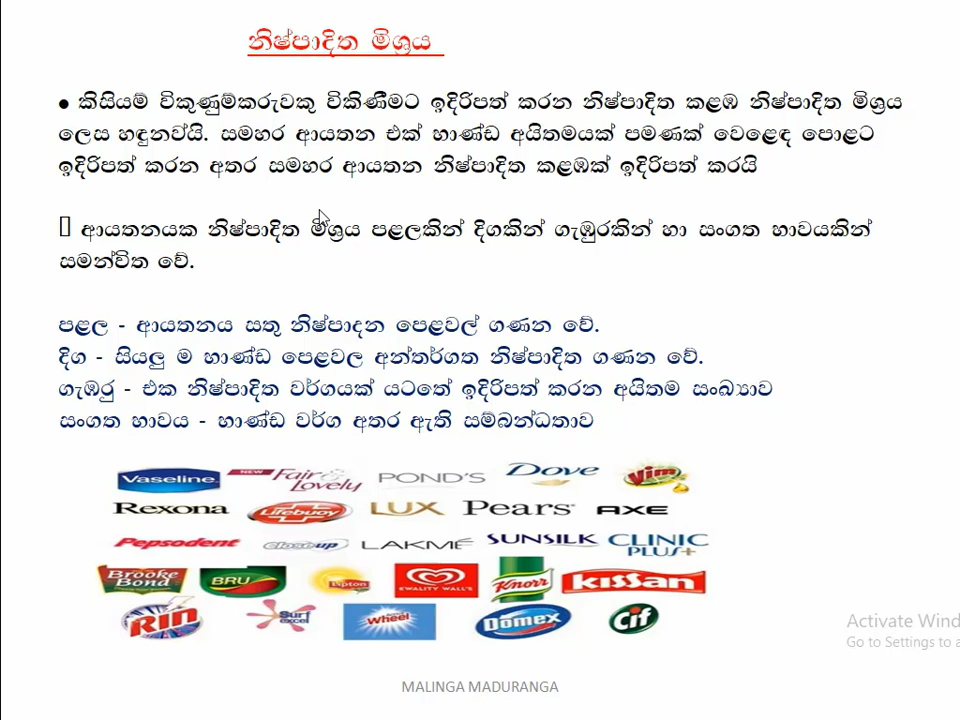 නිෂ්පාදිත මිශ්‍රය
• කිසියම් විකුණුම්කරුවකු විකිණීමට ඉදිරිපත් කරන නිෂ්පාදිත කළඹ නිෂ්පාදිත මිශ්‍රය
ලෙස හඳුනවයි. සමහර ආයතන එක් භාණ්ඩ අයිතමයක් පමණක් වෙළෙඳ පොළට
ඉදිරිපත් කරන අතර සමහර ආයතන නිෂ්පාදිත කළඹක් ඉදිරිපත් කරයි
ආයතනයක නිෂ්පාදිත මිශ්‍රය පළලකින් දිගකින් ගැඹුරකින් හා සංගත භාවයකින්
සමන්විත වේ.
පළල - ආයතනය සතු නිෂ්පාදන පෙළවල් ගණන වේ.
දිග - සියලු ම භාණ්ඩ පෙළවල අන්තර්ගත නිෂ්පාදිත ගණන වේ.
ගැඹරු - එක නිෂ්පාදිත වර්ගයක් යටතේ ඉදිරිපත් කරන අයිතම සංඛ්‍යාව
සංගත භාවය - භාණ්ඩ වර්ග අතර ඇති සම්බන්ධතාව
Vaseline NEW Fair & Lovely POND'S Dove Vim
Rexona Lifebuoy LUX Pears AXE
Pepsodent closeup LAKMÉ SUNSILK CLINIC PLUS+
Brooke Bond BRU Lipton KWALITY WALL'S Knorr Kissan
Rin Surf excel Wheel Domex Cif
Activate Wind
Go to Settings to a
MALINGA MADURANGA